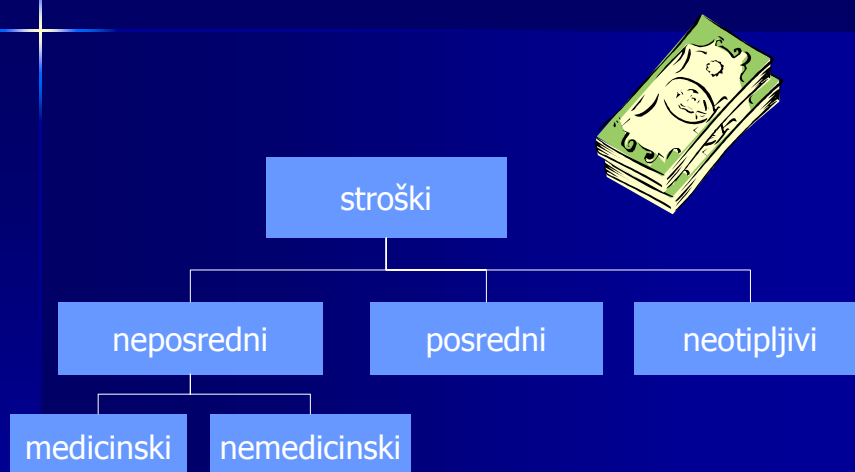 stroški
neposredni
posredni
neotipljivi
medicinski
nemedicinski